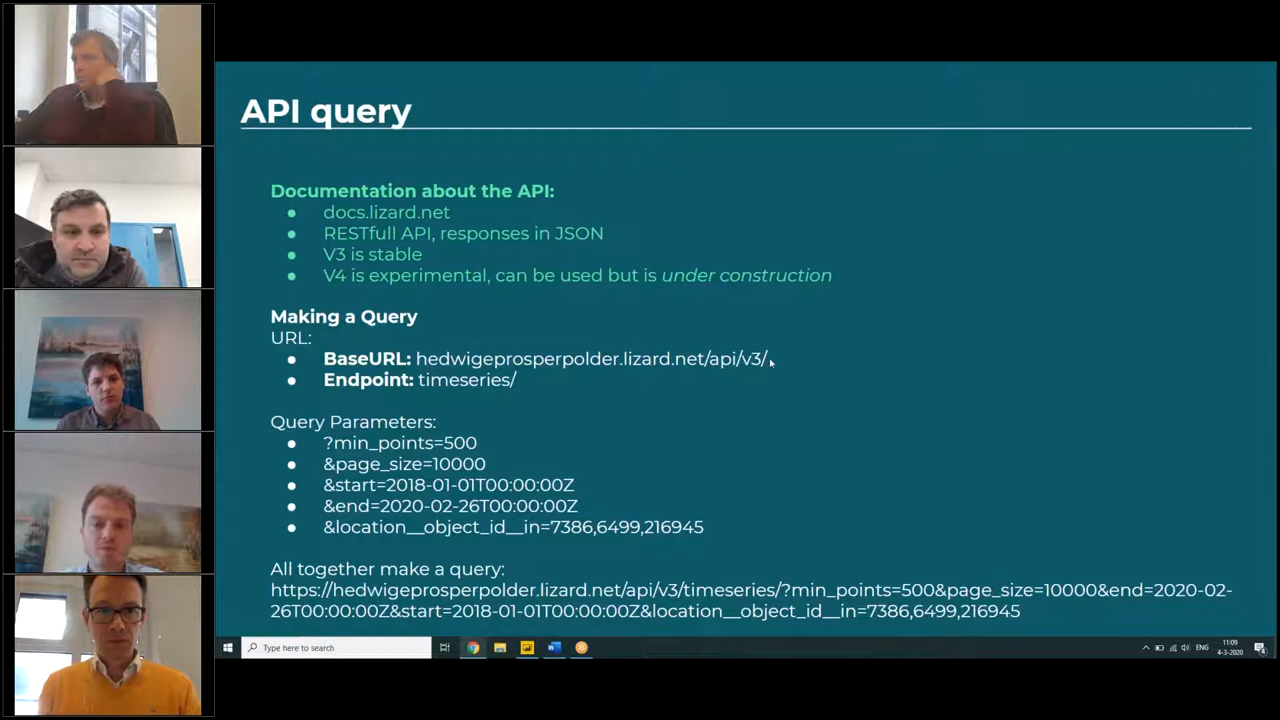 API query
Documentation about the API:
● docs.lizard.net
● RESTfull API, responses in JSON
● V3 is stable
● V4 is experimental, can be used but is under construction
Making a Query
URL:
● BaseURL: hedwigeprosperpolder.lizard.net/api/v3/
● Endpoint: timeseries/
Query Parameters:
● ?min_points=500
● &page_size=10000
● &start=2018-01-01T00:00:00Z
● &end=2020-02-26T00:00:00Z
● &location__object_id__in=7386,6499,216945
All together make a query:
https://hedwigeprosperpolder.lizard.net/api/v3/timeseries/?min_points=500&page_size=10000&end=2020-02-
26T00:00:00Z&start=2018-01-01T00:00:00Z&location__object_id__in=7386,6499,216945
Type here to search
ENG
11:09
4-3-2020